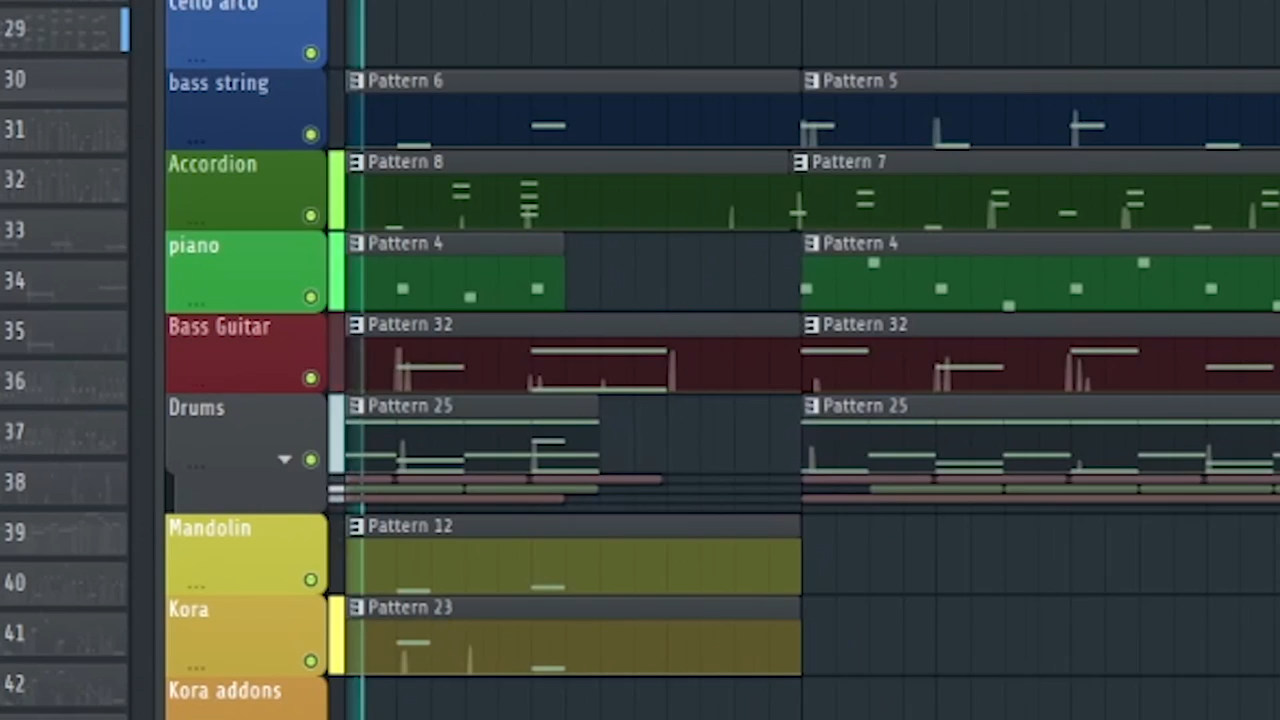 29
30
31
32
33
34
35
36
37
38
39
40
41
42
cello arco
bass string
Pattern 6
Pattern 5
Accordion
Pattern 8
Pattern 7
piano
Pattern 4
Pattern 4
Bass Guitar
Pattern 32
Pattern 32
Drums
Pattern 25
Pattern 25
Mandolin
Pattern 12
Kora
Pattern 23
Kora addons